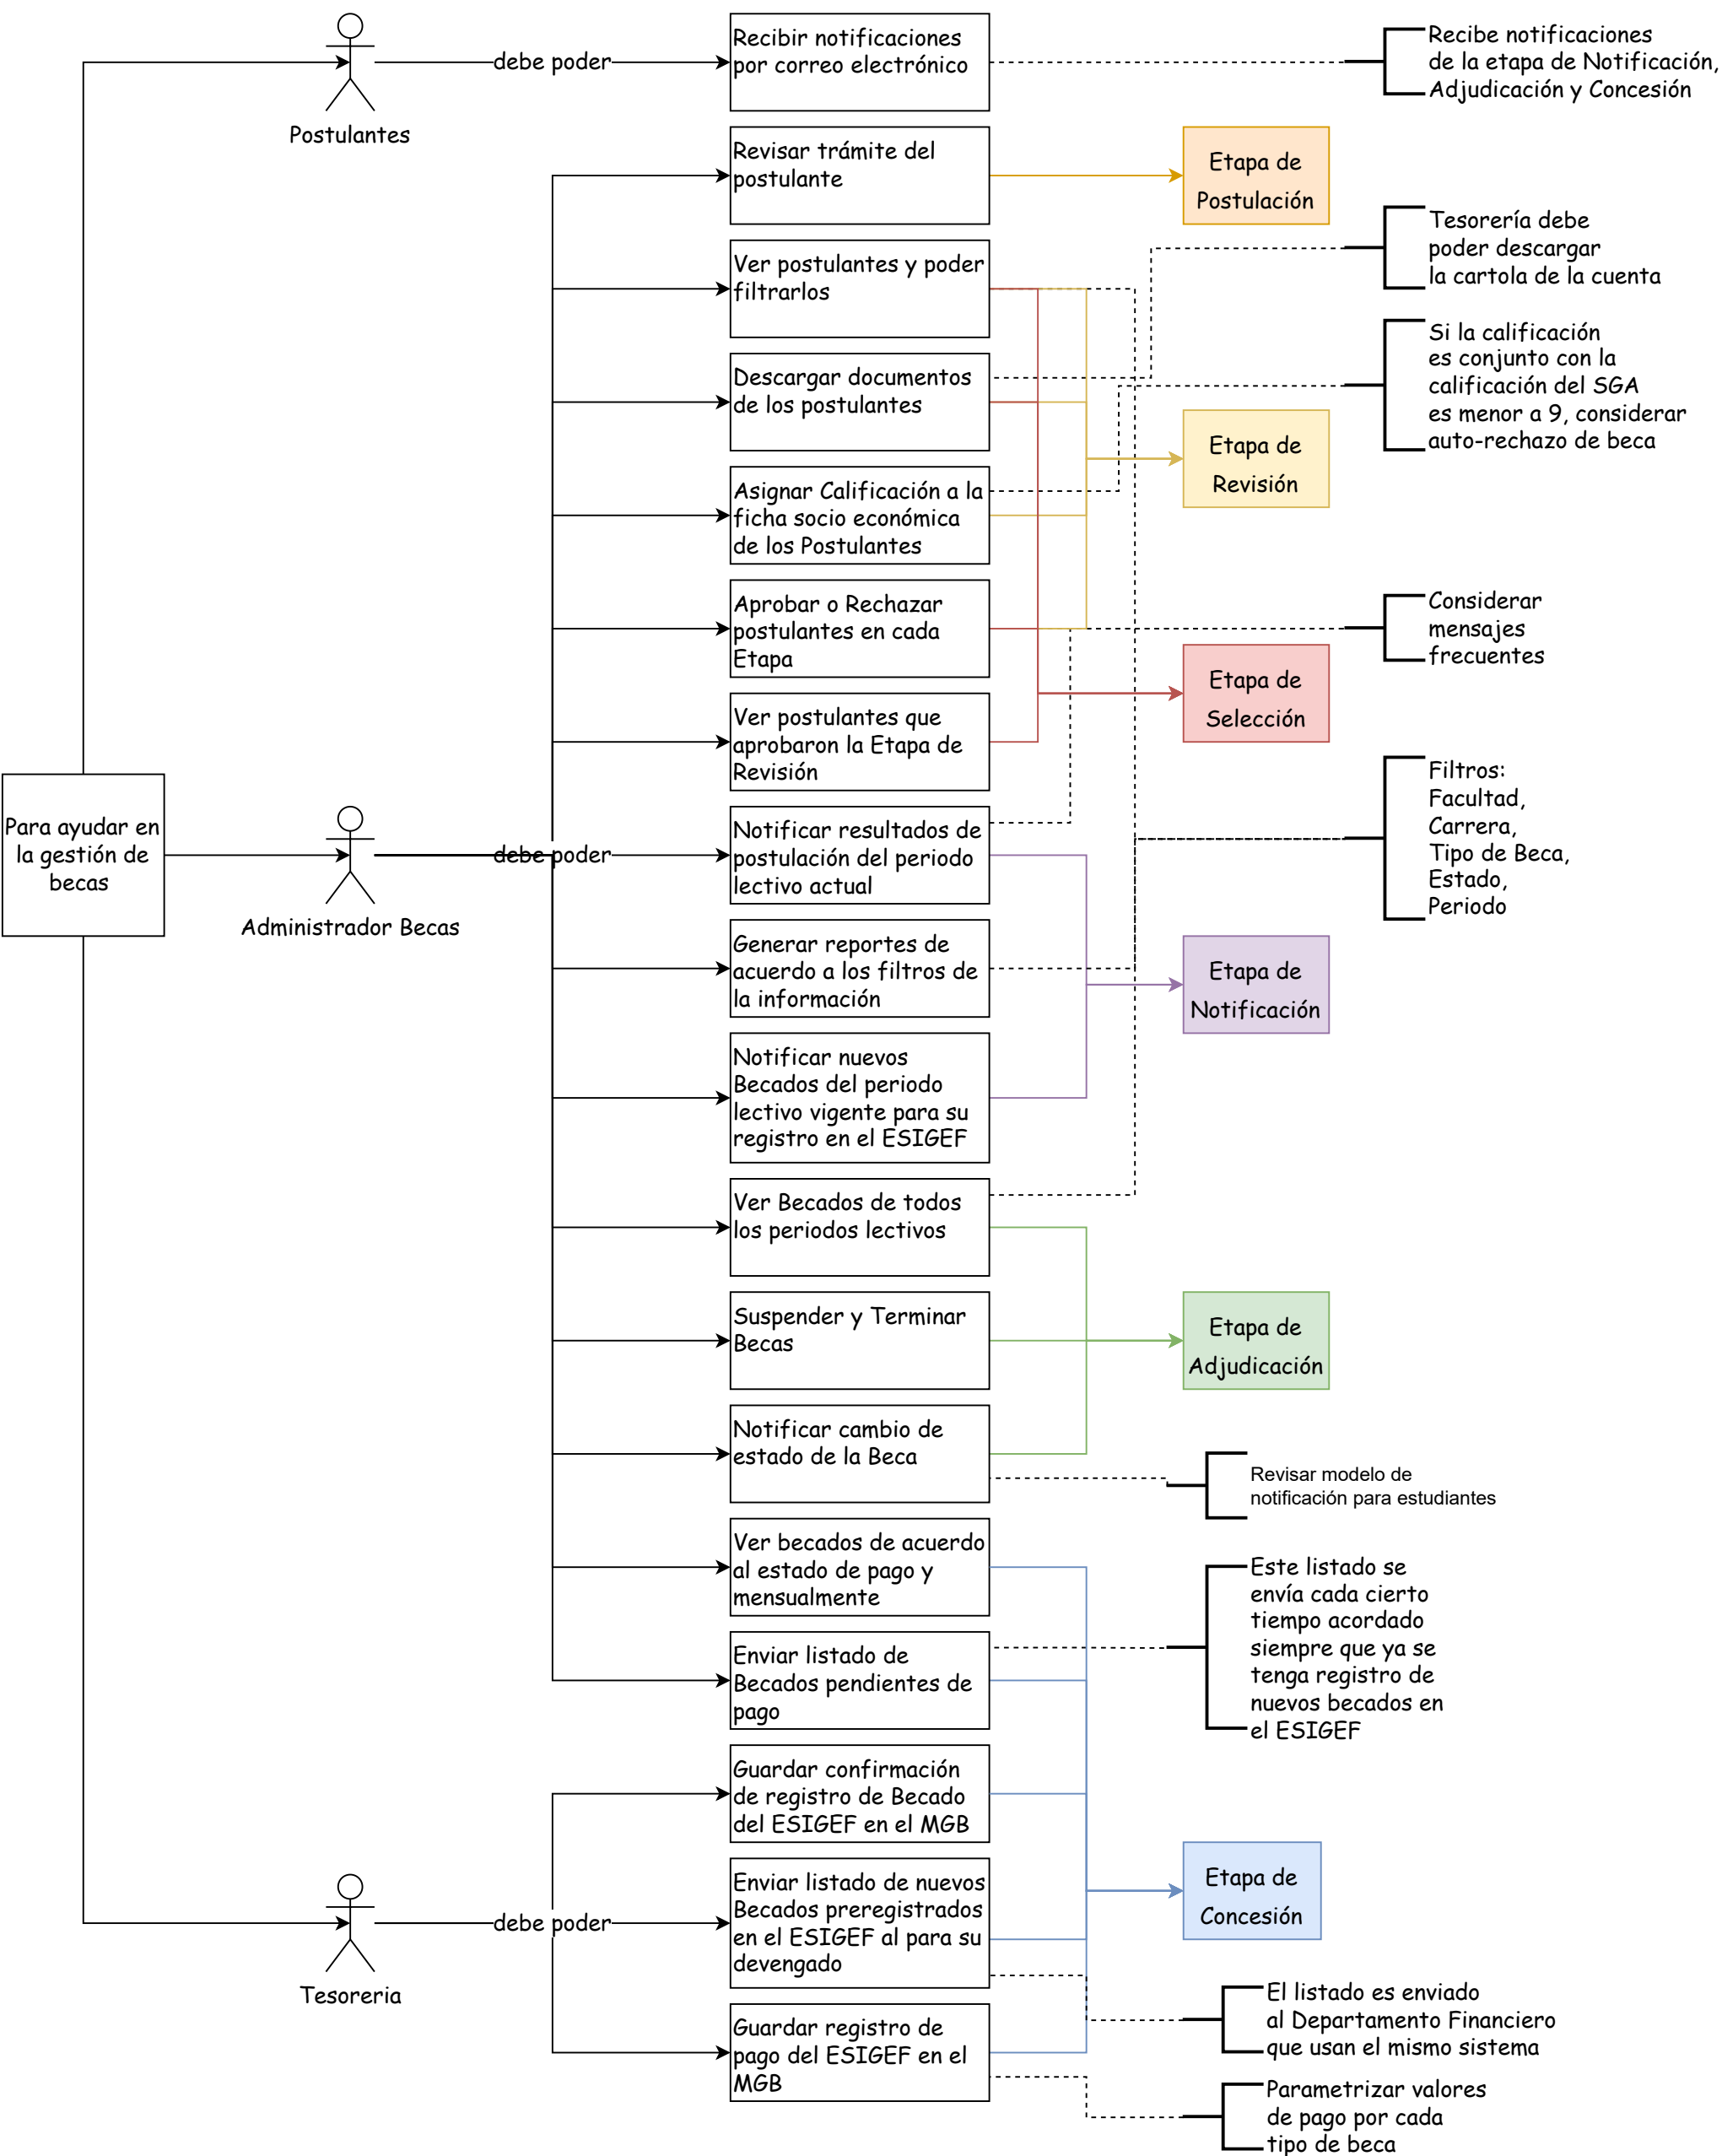 Recibir notificaciones
por correo electrónico
debe poder
Postulantes
Recibe notificaciones
de la etapa de Notificación,
Adjudicación y Concesión
Revisar trámite del
postulante
Etapa de
Postulación
Ver postulantes y poder
filtrarlos
Tesorería debe
poder descargar
la cartola de la cuenta
Descargar documentos
de los postulantes
Si la calificación
es conjunto con la
calificación del SGA
es menor a 9, considerar
auto-rechazo de beca
Etapa de
Revisión
Asignar Calificación a la
ficha socio económica
de los Postulantes
Aprobar o Rechazar
postulantes en cada
Etapa
Considerar
mensajes
frecuentes
Etapa de
Selección
Ver postulantes que
aprobaron la Etapa de
Revisión
Filtros:
Facultad,
Carrera,
Tipo de Beca,
Estado,
Periodo
Para ayudar en
la gestión de
becas
Administrador Becas
debe poder
Notificar resultados de
postulación del periodo
lectivo actual
Generar reportes de
acuerdo a los filtros de
la información
Etapa de
Notificación
Notificar nuevos
Becados del periodo
lectivo vigente para su
registro en el ESIGEF
Ver Becados de todos
los periodos lectivos
Suspender y Terminar
Becas
Etapa de
Adjudicación
Notificar cambio de
estado de la Beca
Revisar modelo de
notificación para estudiantes
Ver becados de acuerdo
al estado de pago y
mensualmente
Este listado se
envía cada cierto
tiempo acordado
siempre que ya se
tenga registro de
nuevos becados en
el ESIGEF
Enviar listado de
Becados pendientes de
pago
Guardar confirmación
de registro de Becado
del ESIGEF en el MGB
Etapa de
Concesión
debe poder
Tesoreria
Enviar listado de nuevos
Becados preregistrados
en el ESIGEF al para su
devengado
El listado es enviado
al Departamento Financiero
que usan el mismo sistema
Guardar registro de
pago del ESIGEF en el
MGB
Parametrizar valores
de pago por cada
tipo de beca